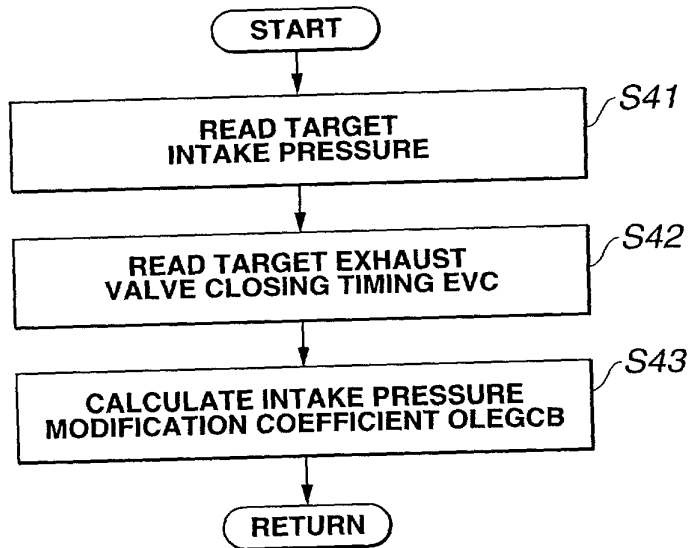 START
READ TARGET
INTAKE PRESSURE
S41
READ TARGET EXHAUST
VALVE CLOSING TIMING EVC
S42
CALCULATE INTAKE PRESSURE
MODIFICATION COEFFICIENT OLEGCB
S43
RETURN